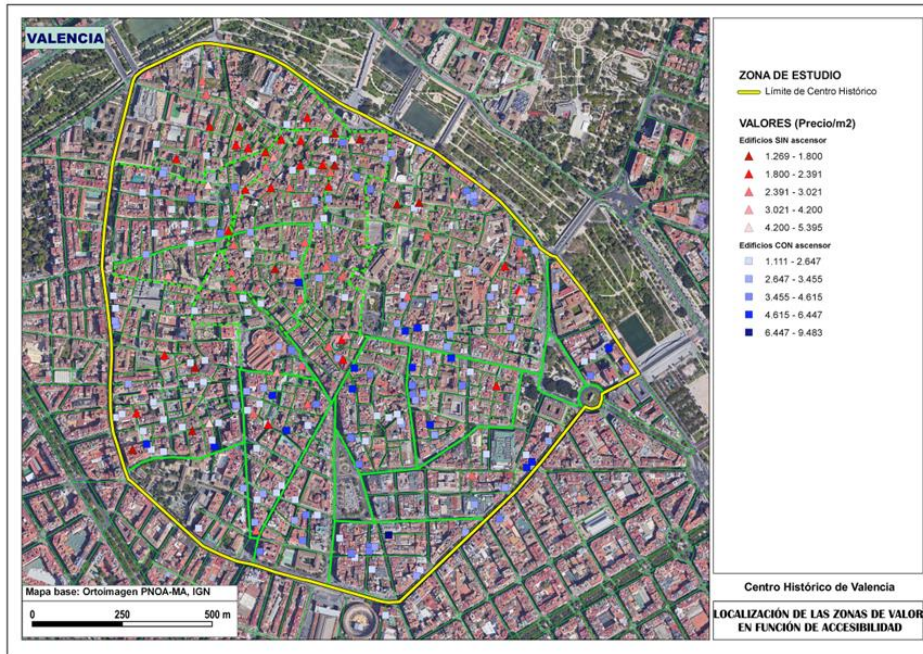 VALENCIA
ZONA DE ESTUDIO
Límite de Centro Histórico
VALORES (Precio/m2)
Edificios SIN ascensor
1.269 - 1.800
1.800 - 2.391
2.391 - 3.021
3.021 - 4.200
4.200 - 5.395
Edificios CON ascensor
1.111 - 2.647
2.647 - 3.455
3.455 - 4.615
4.615 - 6.447
6.447 - 9.483
Mapa base: Ortoimagen PNOA-MA, IGN
0 250 500 m
Centro Histórico de Valencia
LOCALIZACIÓN DE LAS ZONAS DE VALOR
EN FUNCIÓN DE ACCESIBILIDAD